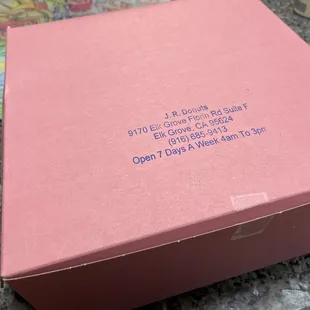 J.R. Donuts
9170 Elk Grove Florin Rd Suite F
Elk Grove, CA 95624
(916) 685-9413
Open 7 Days A Week 4am To 3pm